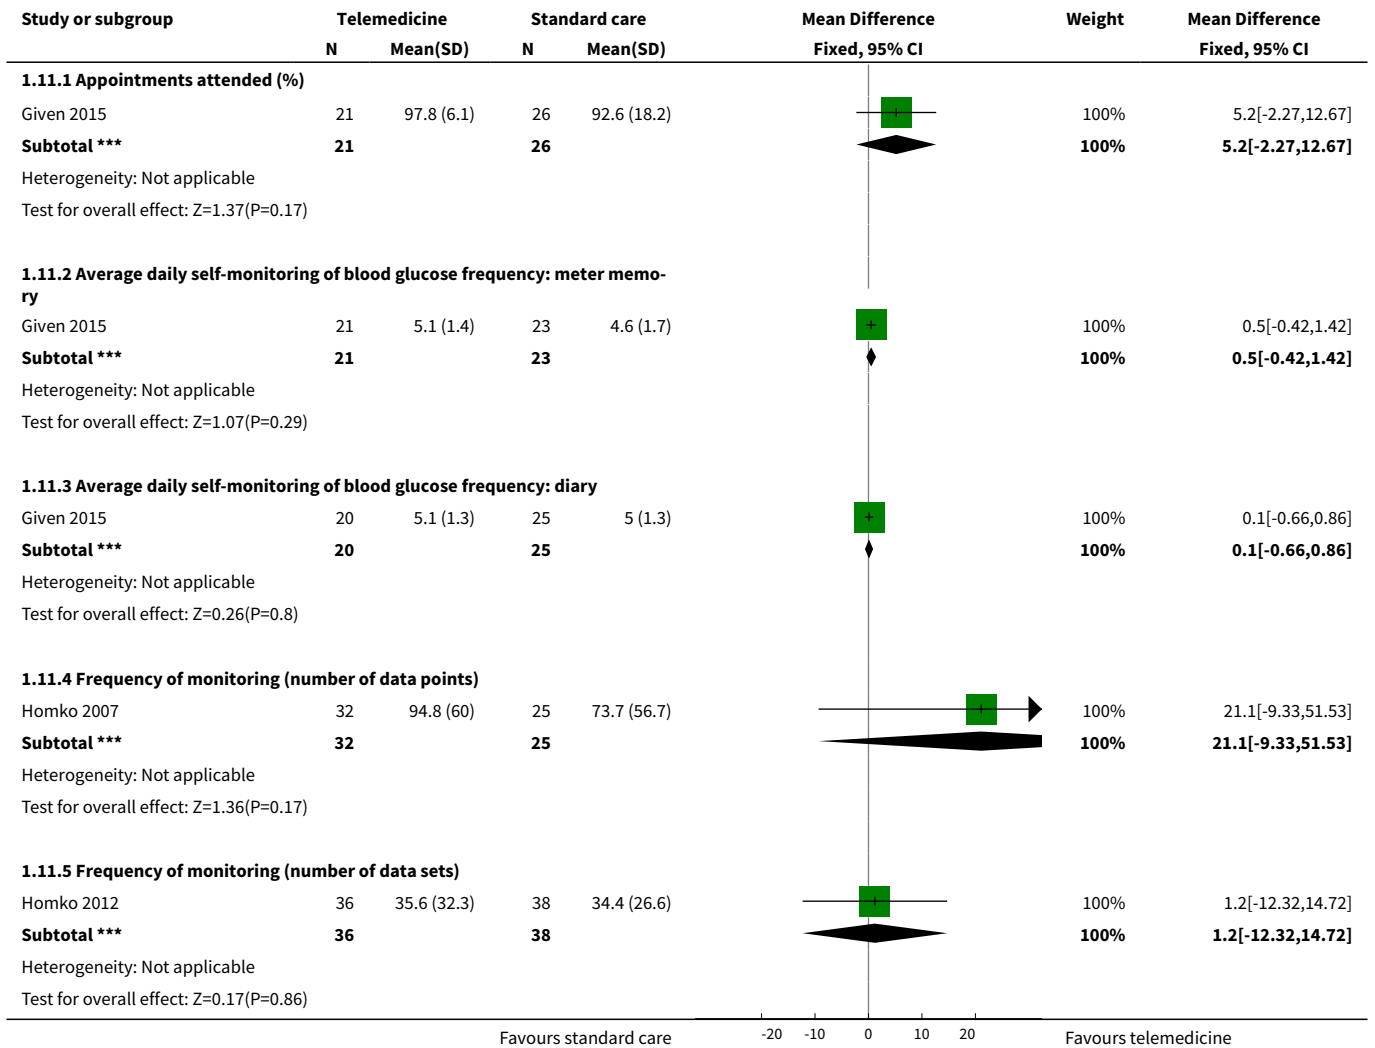 Study or subgroup Telemedicine Standard care Mean Difference Weight Mean Difference
N Mean(SD) N Mean(SD) Fixed, 95% CI Fixed, 95% CI
1.11.1 Appointments attended (%)
Given 2015 21 97.8 (6.1) 26 92.6 (18.2) 100% 5.2[-2.27,12.67]
Subtotal *** 21 26 100% 5.2[-2.27,12.67]
Heterogeneity: Not applicable
Test for overall effect: Z=1.37(P=0.17)
1.11.2 Average daily self-monitoring of blood glucose frequency: meter memo-
ry
Given 2015 21 5.1 (1.4) 23 4.6 (1.7) 100% 0.5[-0.42,1.42]
Subtotal *** 21 23 100% 0.5[-0.42,1.42]
Heterogeneity: Not applicable
Test for overall effect: Z=1.07(P=0.29)
1.11.3 Average daily self-monitoring of blood glucose frequency: diary
Given 2015 20 5.1 (1.3) 25 5 (1.3) 100% 0.1[-0.66,0.86]
Subtotal *** 20 25 100% 0.1[-0.66,0.86]
Heterogeneity: Not applicable
Test for overall effect: Z=0.26(P=0.8)
1.11.4 Frequency of monitoring (number of data points)
Homko 2007 32 94.8 (60) 25 73.7 (56.7) 100% 21.1[-9.33,51.53]
Subtotal *** 32 25 100% 21.1[-9.33,51.53]
Heterogeneity: Not applicable
Test for overall effect: Z=1.36(P=0.17)
1.11.5 Frequency of monitoring (number of data sets)
Homko 2012 36 35.6 (32.3) 38 34.4 (26.6) 100% 1.2[-12.32,14.72]
Subtotal *** 36 38 100% 1.2[-12.32,14.72]
Heterogeneity: Not applicable
Test for overall effect: Z=0.17(P=0.86)
Favours standard care -20 -10 0 10 20 Favours telemedicine